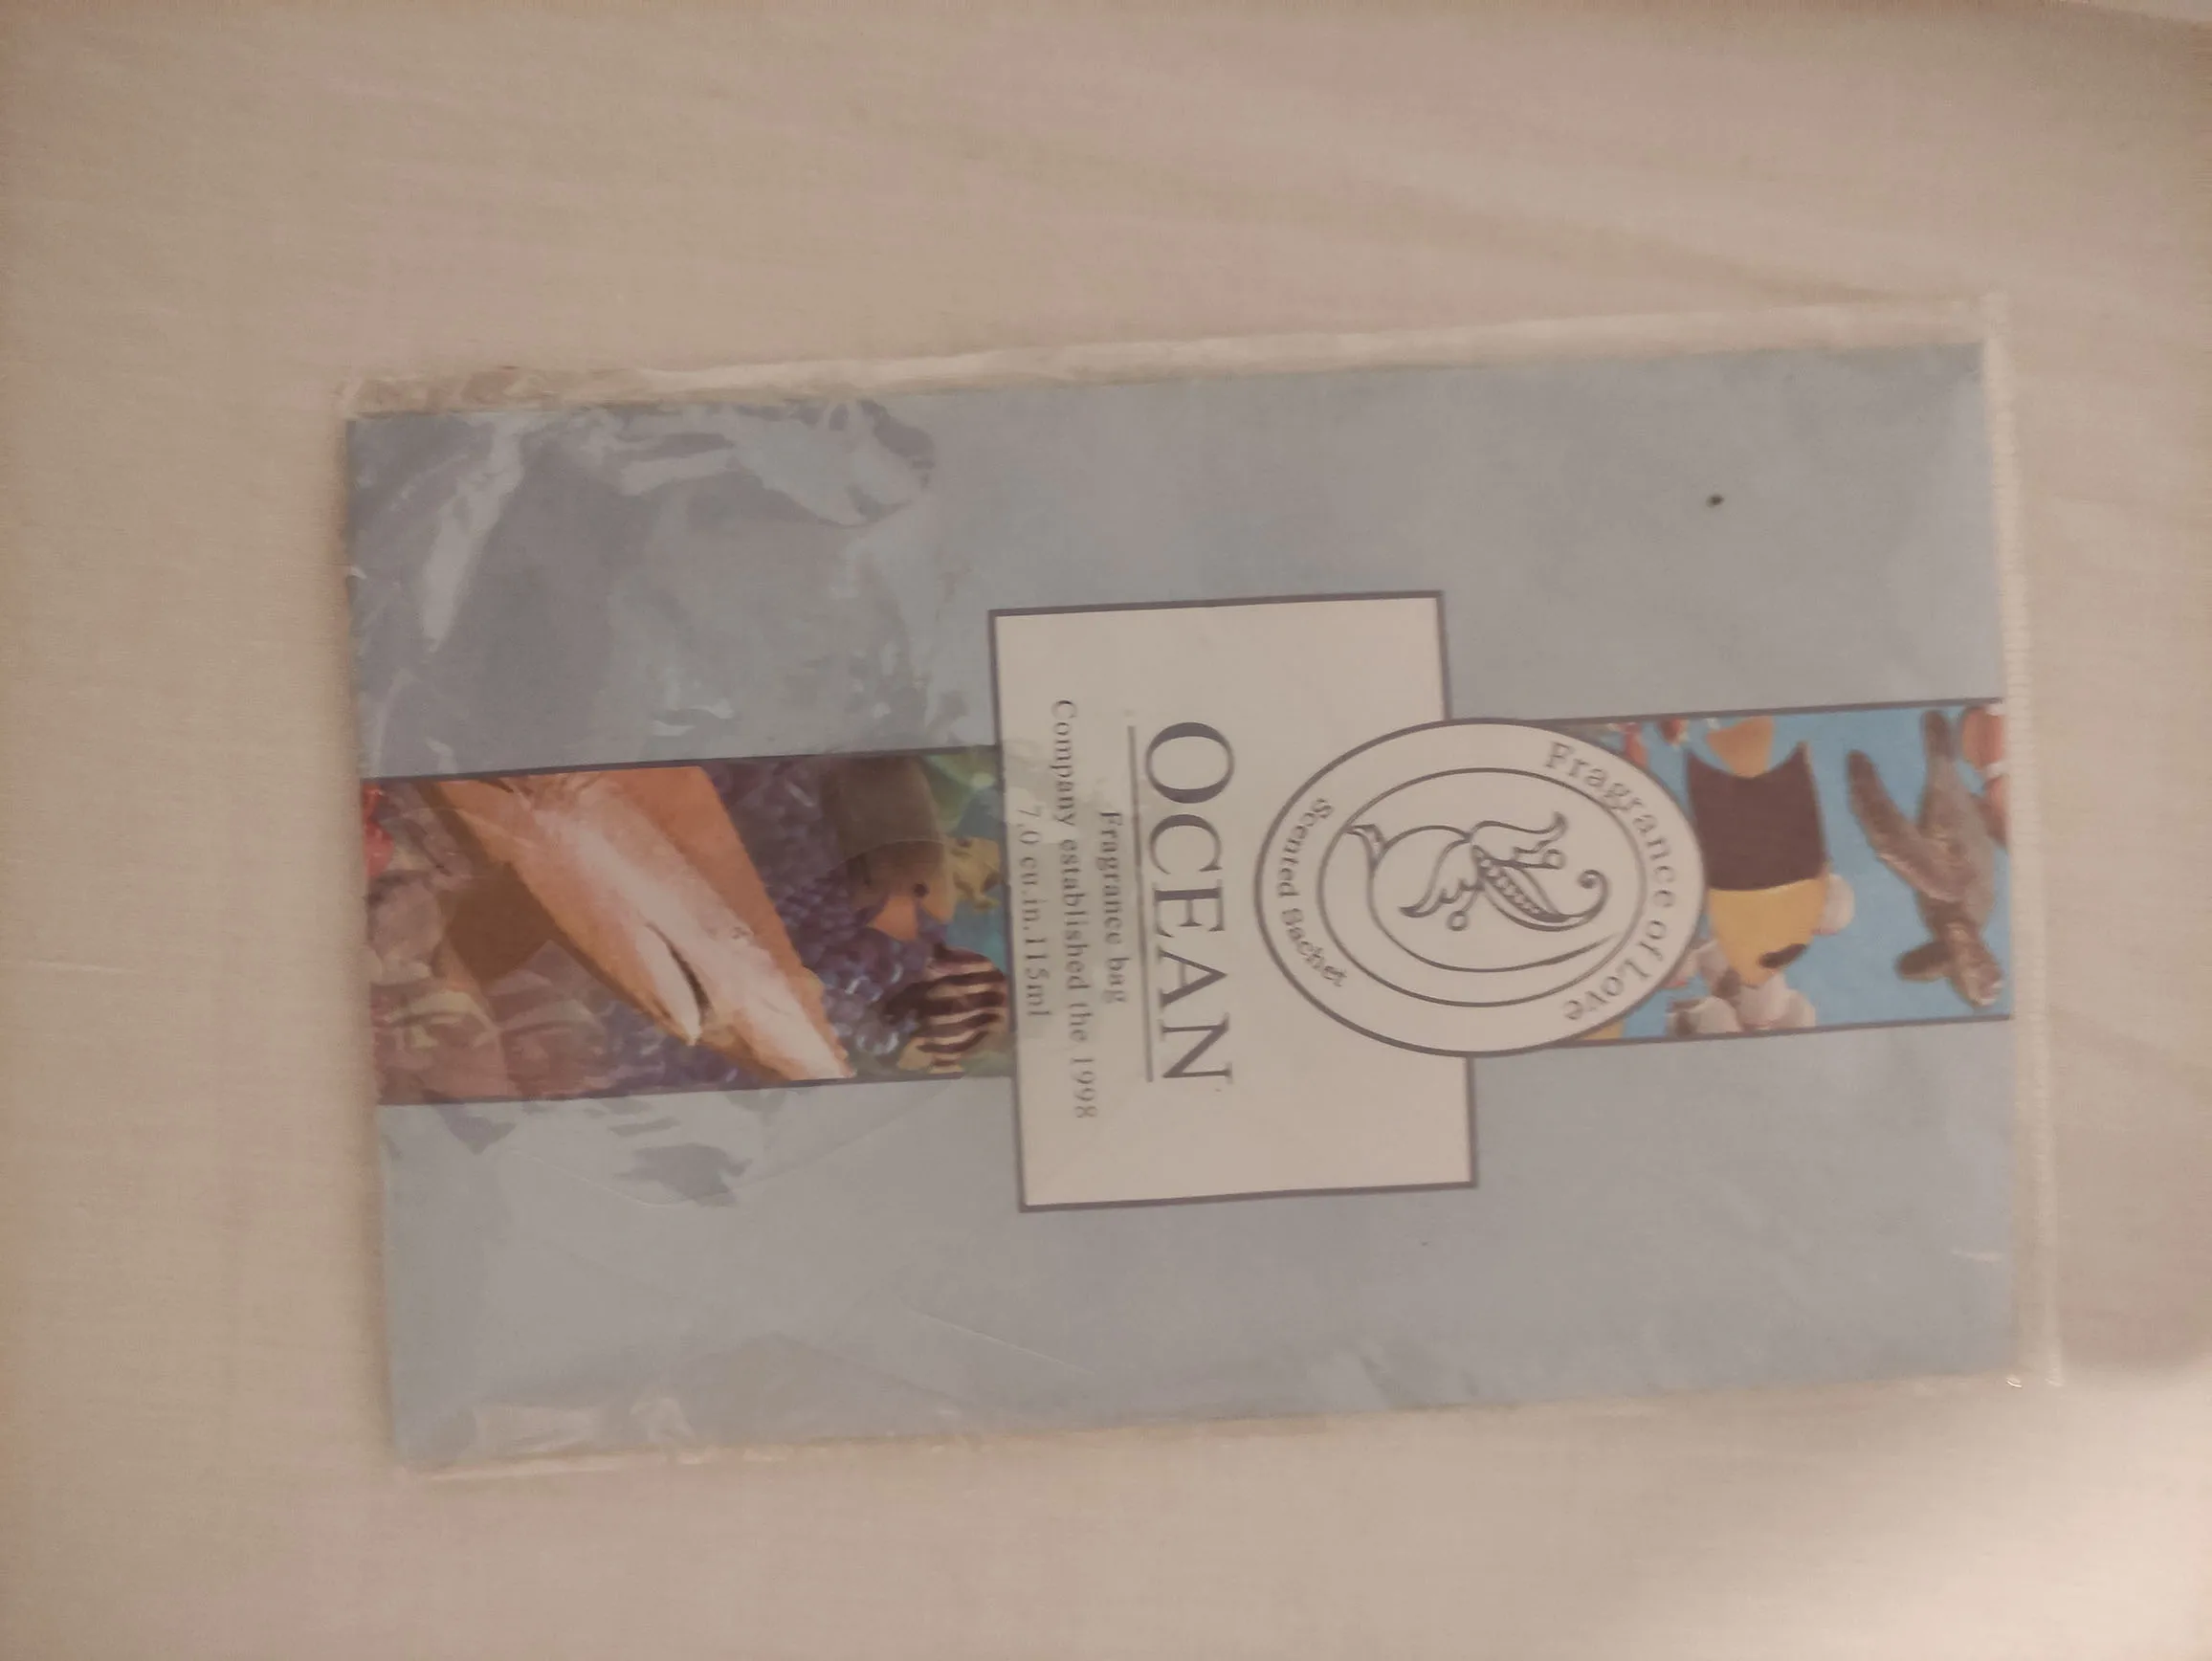 Fragrance of Love
Scented Sachet
OCEAN
Fragrance bag
Company established the 1998
7.0 cu.in.115ml